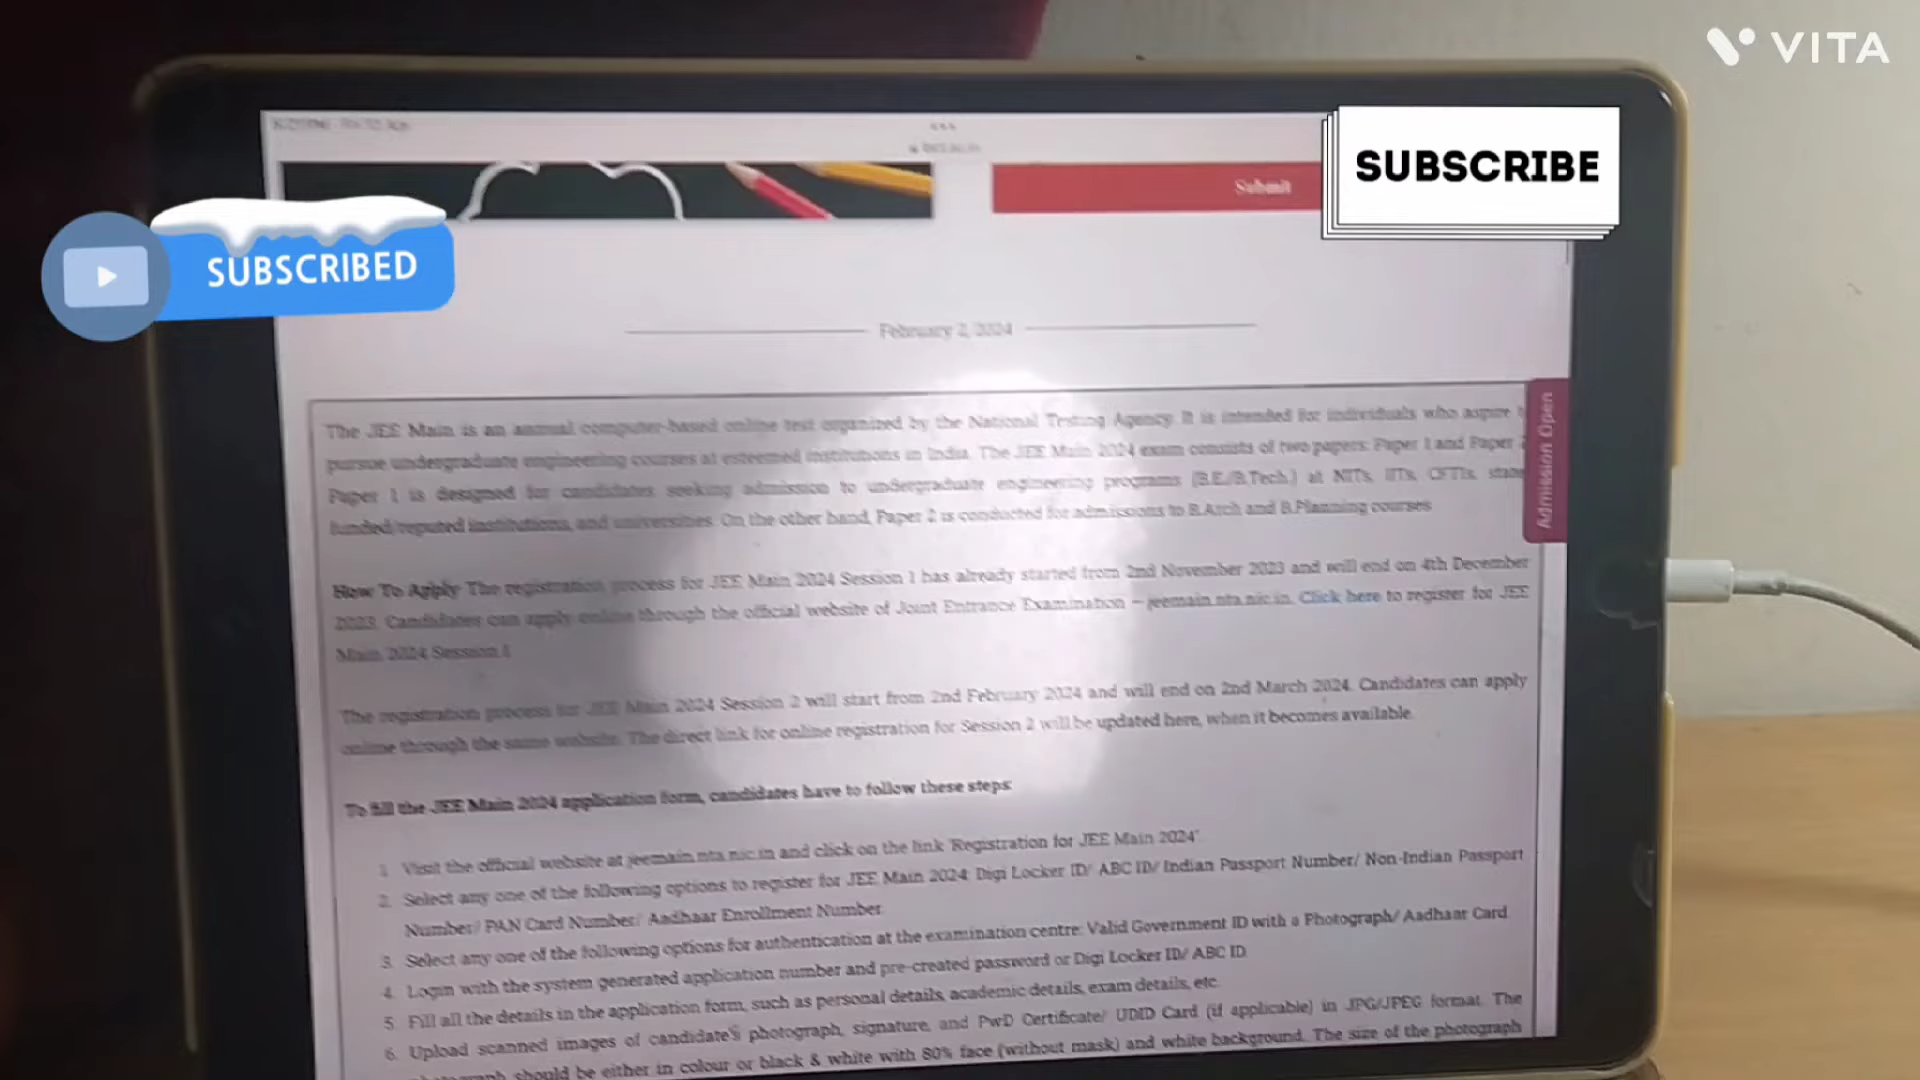 VITA
SUBSCRIBE
Submit
SUBSCRIBED
February 2, 2024
The JEE Main is an annual computer-based online test organized by the National Testing Agency. It is intended for individuals who aspire
pursue undergraduate engineering courses at esteemed institutions in India. The JEE Main 2024 exam consists of two papers: Paper 1 and Paper 2
Paper 1 is designed for candidates seeking admission to undergraduate engineering programs (B.E./B.Tech.) at NITs, IITs, CFTIs, state
funded/reputed institutions, and universities. On the other hand, Paper 2 is conducted for admissions to B.Arch and B.Planning courses
Admission Open
How To Apply The registration process for JEE Main 2024 Session 1 has already started from 2nd November 2023 and will end on 4th December
2023. Candidates can apply online through the official website of Joint Entrance Examination – jeemain.nta.nic.in. Click here to register for JEE
Main 2024 Session 1
The registration process for JEE Main 2024 Session 2 will start from 2nd February 2024 and will end on 2nd March 2024. Candidates can apply
online through the same website. The direct link for online registration for Session 2 will be updated here, when it becomes available.
To fill the JEE Main 2024 application form, candidates have to follow these steps:
1. Visit the official website at jeemain.nta.nic.in and click on the link 'Registration for JEE Main 2024'.
2. Select any one of the following options to register for JEE Main 2024: Digi Locker ID/ ABC ID/ Indian Passport Number/ Non-Indian Passport
Number/ PAN Card Number/ Aadhaar Enrollment Number.
3. Select any one of the following options for authentication at the examination centre: Valid Government ID with a Photograph/ Aadhaar Card.
4. Login with the system generated application number and pre-created password or Digi Locker ID/ ABC ID.
5. Fill all the details in the application form, such as personal details, academic details, exam details, etc.
6. Upload scanned images of candidate's photograph, signature, and PwD Certificate/ UDID Card (if applicable) in JPG/JPEG format. The
photograph should be either in colour or black & white with 80% face (without mask) and white background. The size of the photograph